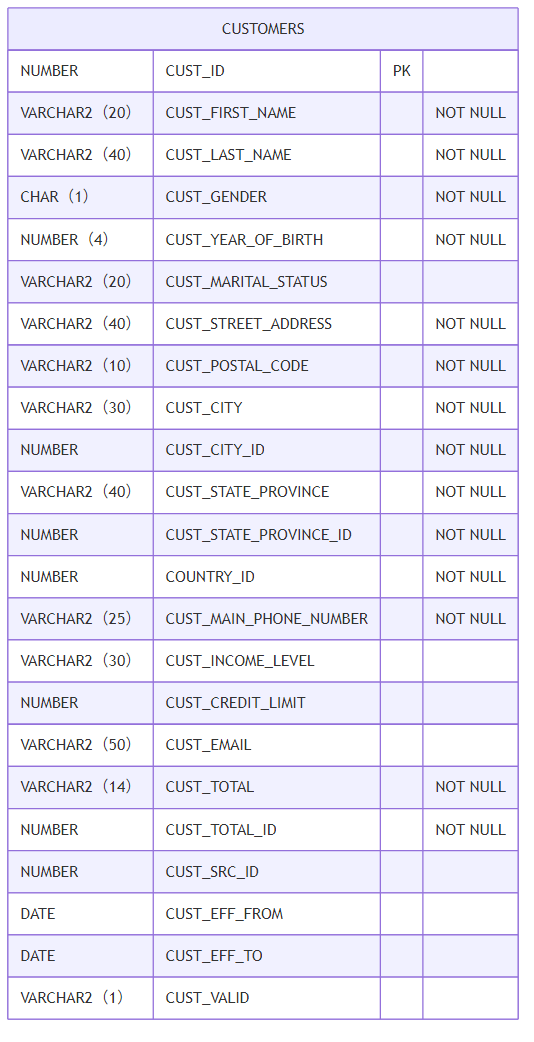 CUSTOMERS
NUMBER CUST_ID PK
VARCHAR2（20） CUST_FIRST_NAME NOT NULL
VARCHAR2（40） CUST_LAST_NAME NOT NULL
CHAR（1） CUST_GENDER NOT NULL
NUMBER（4） CUST_YEAR_OF_BIRTH NOT NULL
VARCHAR2（20） CUST_MARITAL_STATUS
VARCHAR2（40） CUST_STREET_ADDRESS NOT NULL
VARCHAR2（10） CUST_POSTAL_CODE NOT NULL
VARCHAR2（30） CUST_CITY NOT NULL
NUMBER CUST_CITY_ID NOT NULL
VARCHAR2（40） CUST_STATE_PROVINCE NOT NULL
NUMBER CUST_STATE_PROVINCE_ID NOT NULL
NUMBER COUNTRY_ID NOT NULL
VARCHAR2（25） CUST_MAIN_PHONE_NUMBER NOT NULL
VARCHAR2（30） CUST_INCOME_LEVEL
NUMBER CUST_CREDIT_LIMIT
VARCHAR2（50） CUST_EMAIL
VARCHAR2（14） CUST_TOTAL NOT NULL
NUMBER CUST_TOTAL_ID NOT NULL
NUMBER CUST_SRC_ID
DATE CUST_EFF_FROM
DATE CUST_EFF_TO
VARCHAR2（1） CUST_VALID